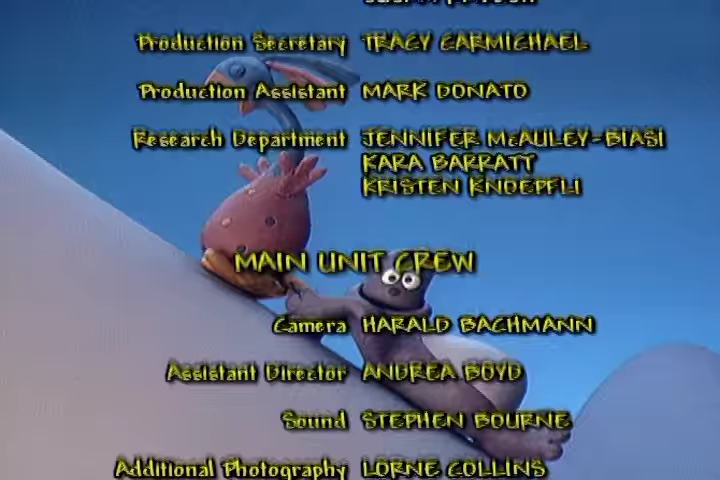 Production Secretary TRACY CARMICHAEL
Production Assistant MARK DONATO
Research Department JENNIFER McAULEY-BIASI
KARA BARRATT
KRISTEN KNOEPFLI
MAIN UNIT CREW
Camera HARALD BACHMANN
Assistant Director ANDREA BOYD
Sound STEPHEN BOURNE
Additional Photography LORNE COLLINS